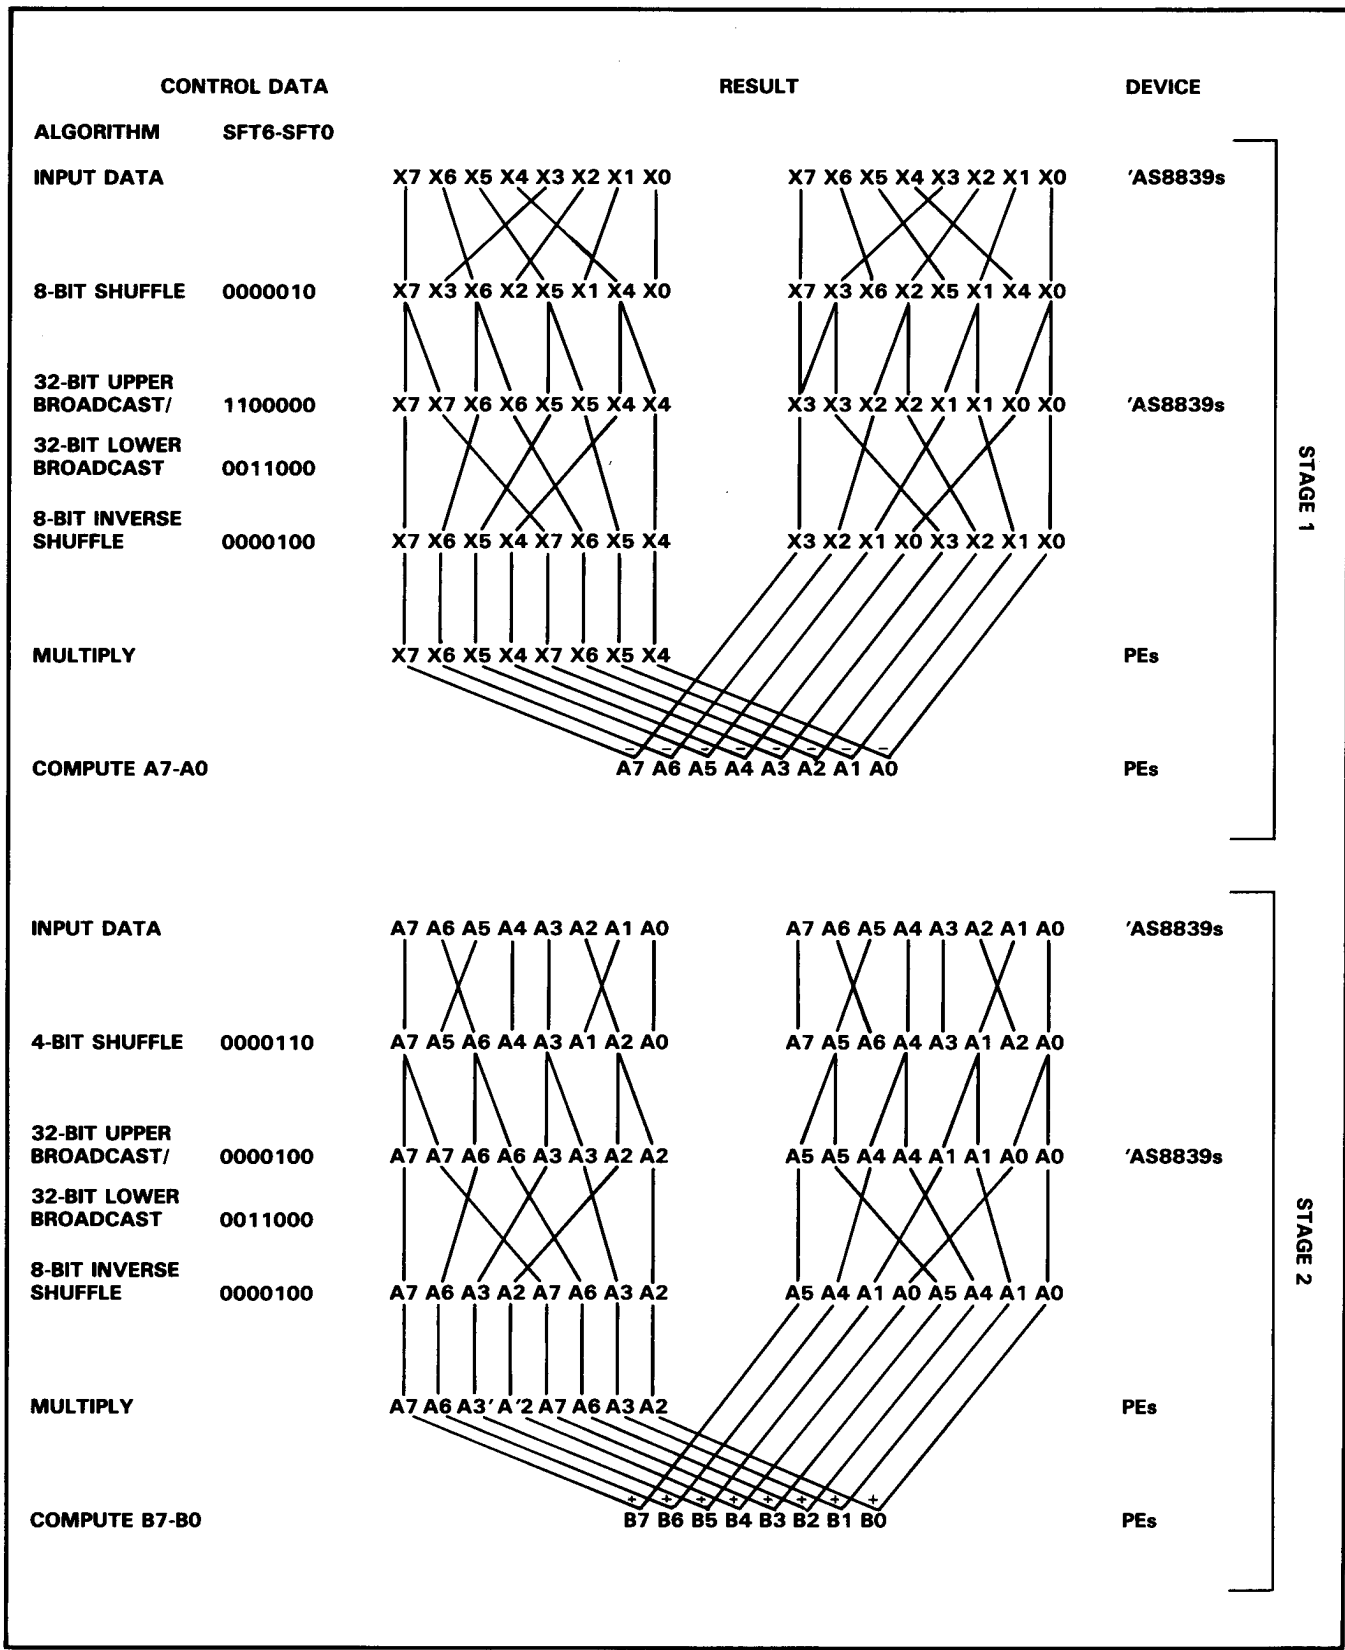 CONTROL DATA RESULT DEVICE
ALGORITHM SFT6-SFT0
INPUT DATA X7 X6 X5 X4 X3 X2 X1 X0 X7 X6 X5 X4 X3 X2 X1 X0 'AS8839s
8-BIT SHUFFLE 0000010 X7 X3 X6 X2 X5 X1 X4 X0 X7 X3 X6 X2 X5 X1 X4 X0
32-BIT UPPER
BROADCAST/ 1100000 X7 X7 X6 X6 X5 X5 X4 X4 X3 X3 X2 X2 X1 X1 X0 X0 'AS8839s
32-BIT LOWER
BROADCAST 0011000
8-BIT INVERSE
SHUFFLE 0000100 X7 X6 X5 X4 X7 X6 X5 X4 X3 X2 X1 X0 X3 X2 X1 X0
MULTIPLY X7 X6 X5 X4 X7 X6 X5 X4 PEs
- - - - - - - -
COMPUTE A7-A0 A7 A6 A5 A4 A3 A2 A1 A0 PEs
STAGE 1
INPUT DATA A7 A6 A5 A4 A3 A2 A1 A0 A7 A6 A5 A4 A3 A2 A1 A0 'AS8839s
4-BIT SHUFFLE 0000110 A7 A5 A6 A4 A3 A1 A2 A0 A7 A5 A6 A4 A3 A1 A2 A0
32-BIT UPPER
BROADCAST/ 0000100 A7 A7 A6 A6 A3 A3 A2 A2 A5 A5 A4 A4 A1 A1 A0 A0 'AS8839s
32-BIT LOWER
BROADCAST 0011000
8-BIT INVERSE
SHUFFLE 0000100 A7 A6 A3 A2 A7 A6 A3 A2 A5 A4 A1 A0 A5 A4 A1 A0
MULTIPLY A7 A6 A3' A'2 A7 A6 A3 A2 PEs
+ + + + + + + +
COMPUTE B7-B0 B7 B6 B5 B4 B3 B2 B1 B0 PEs
STAGE 2